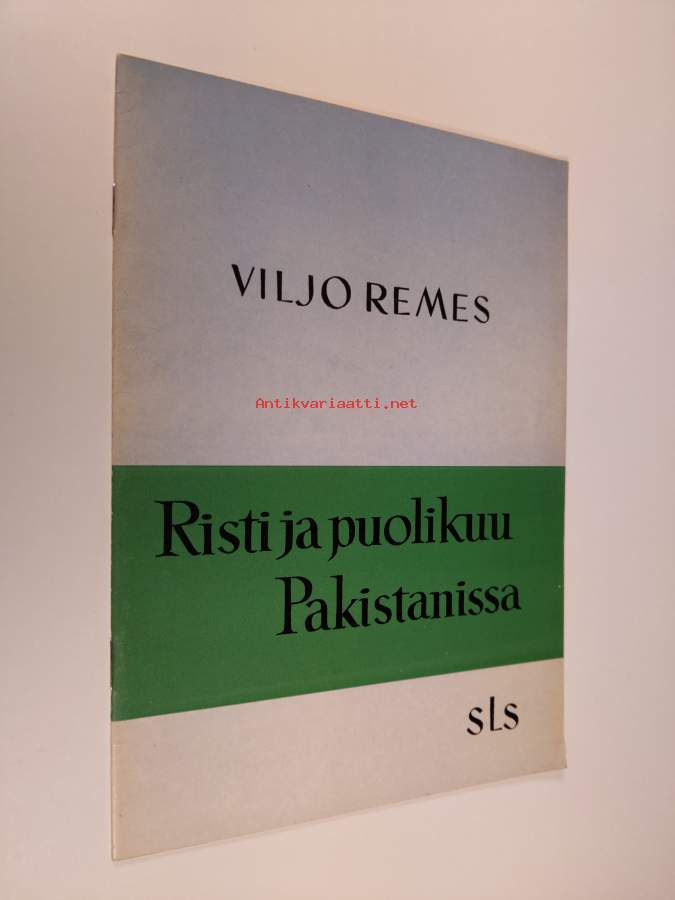 VILJO REMES
Antikvariaatti.net
Risti ja puolikuu
Pakistanissa
sLs